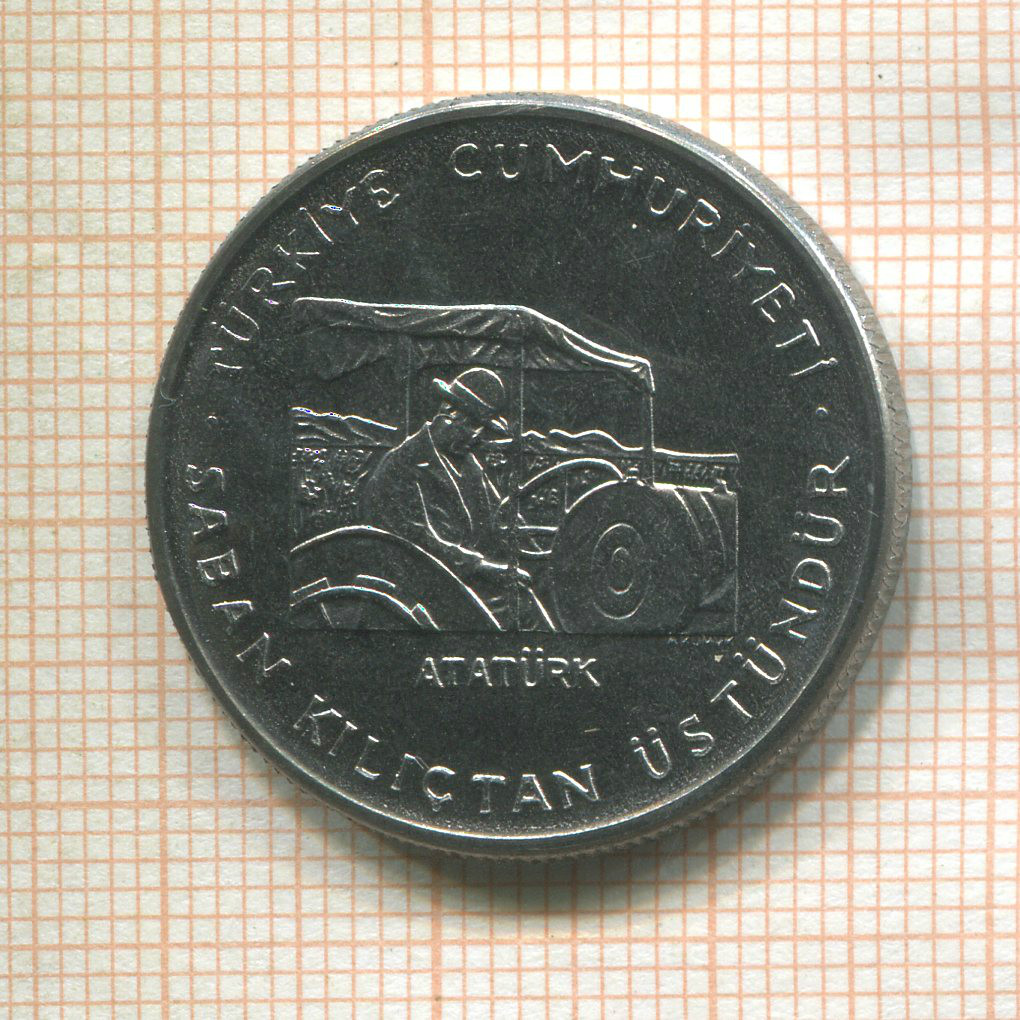 · TÜRKİYE CUMHURİYETİ ·
ATATÜRK
SABAN KILIÇTAN ÜSTÜNDÜR